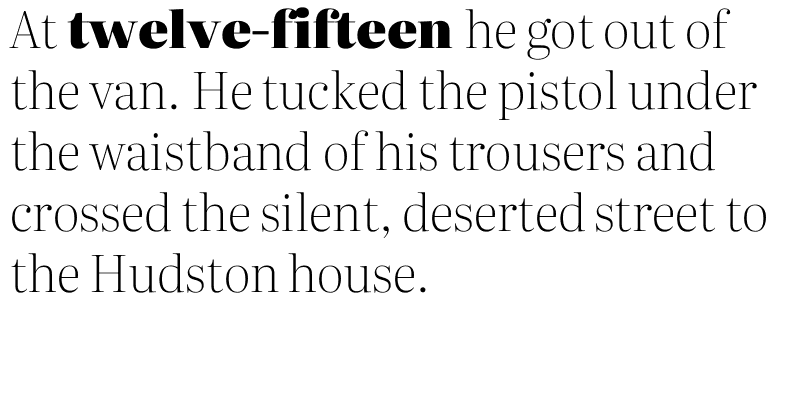 At twelve-fifteen he got out of
the van. He tucked the pistol under
the waistband of his trousers and
crossed the silent, deserted street to
the Hudston house.